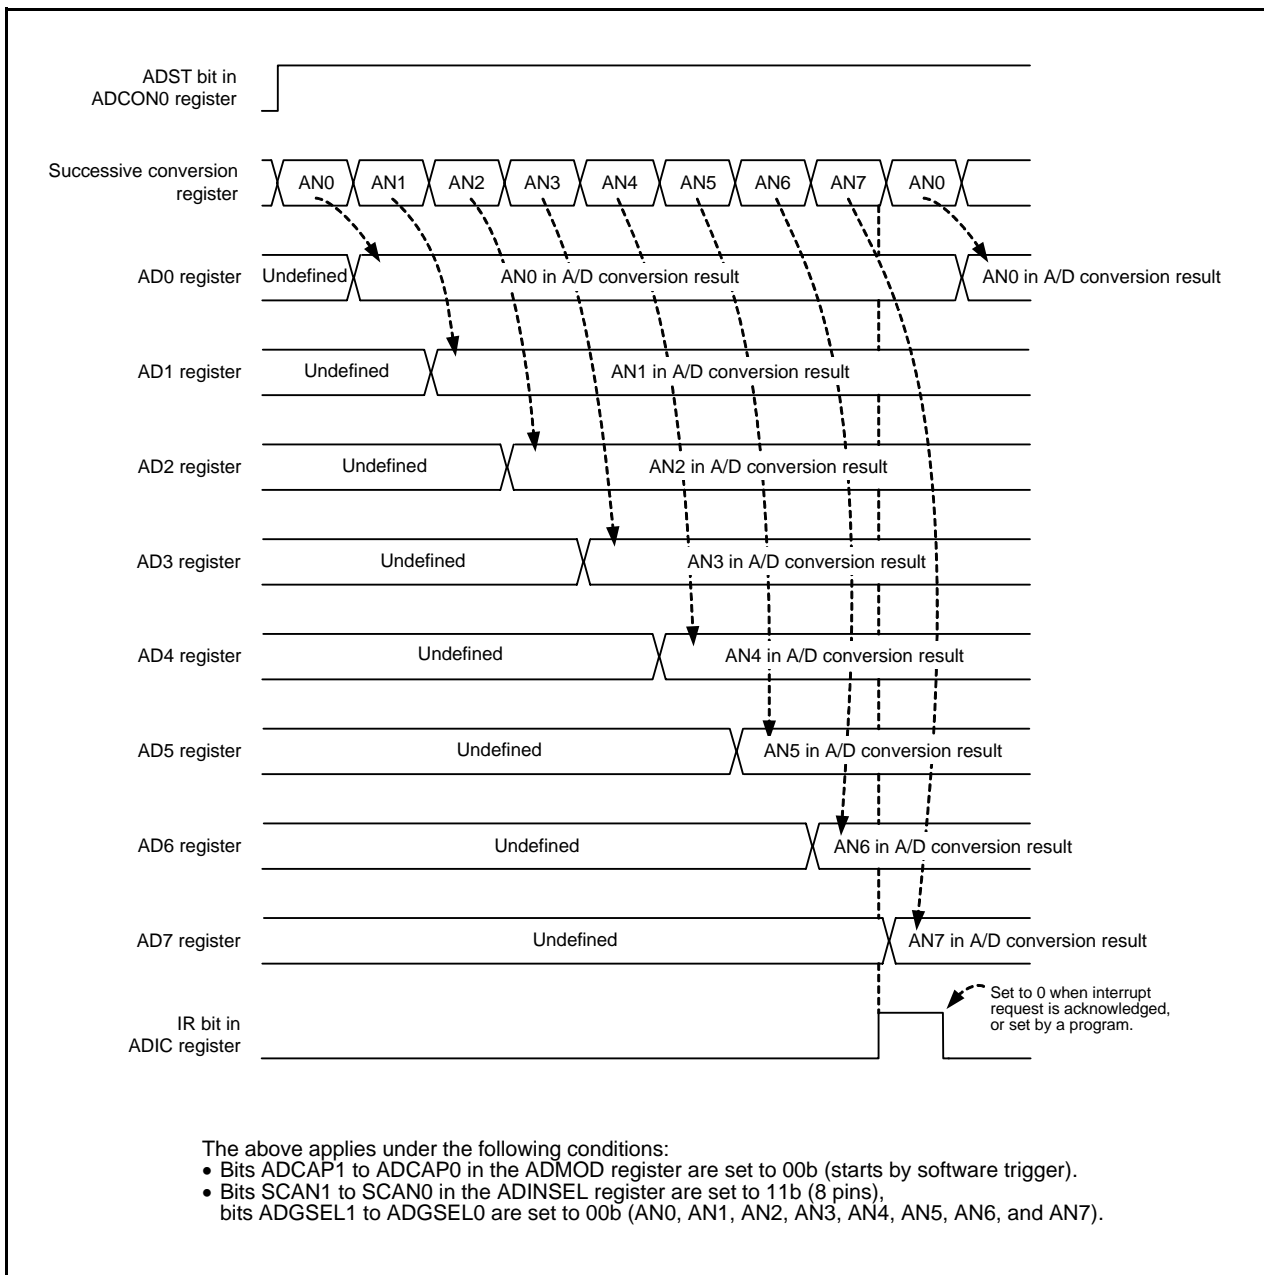 ADST bit in
ADCON0 register
Successive conversion
register
AN0 AN1 AN2 AN3 AN4 AN5 AN6 AN7 AN0
AD0 register
Undefined
AN0 in A/D conversion result
AN0 in A/D conversion result
AD1 register
Undefined
AN1 in A/D conversion result
AD2 register
Undefined
AN2 in A/D conversion result
AD3 register
Undefined
AN3 in A/D conversion result
AD4 register
Undefined
AN4 in A/D conversion result
AD5 register
Undefined
AN5 in A/D conversion result
AD6 register
Undefined
AN6 in A/D conversion result
AD7 register
Undefined
AN7 in A/D conversion result
IR bit in
ADIC register
Set to 0 when interrupt
request is acknowledged,
or set by a program.
The above applies under the following conditions:
• Bits ADCAP1 to ADCAP0 in the ADMOD register are set to 00b (starts by software trigger).
• Bits SCAN1 to SCAN0 in the ADINSEL register are set to 11b (8 pins),
bits ADGSEL1 to ADGSEL0 are set to 00b (AN0, AN1, AN2, AN3, AN4, AN5, AN6, and AN7).